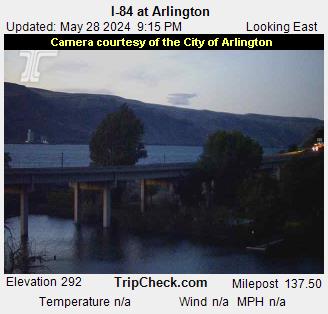 I-84 at Arlington
Updated: May 28 2024 9:15 PM Looking East
Camera courtesy of the City of Arlington
Elevation 292 TripCheck.com Milepost 137.50
Temperature n/a Wind n/a MPH n/a